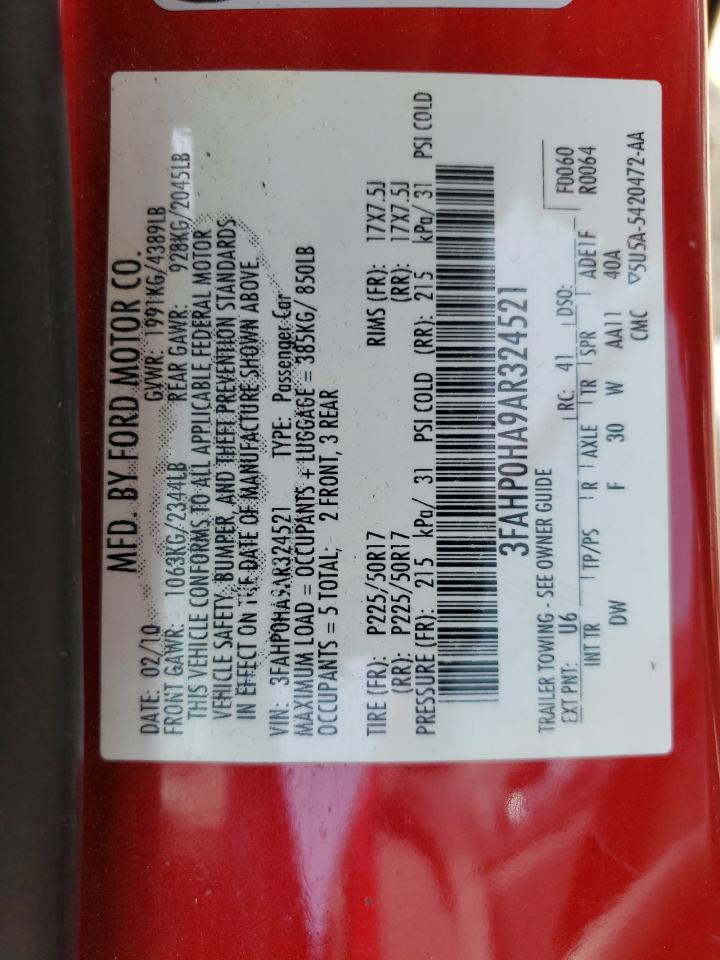 MFD. BY FORD MOTOR CO.
DATE: 02/10 GVWR: 1991KG/4389LB
FRONT GAWR: 1063KG/2344LB REAR GAWR: 928KG/2045LB
THIS VEHICLE CONFORMS TO ALL APPLICABLE FEDERAL MOTOR
VEHICLE SAFETY, BUMPER, AND THEFT PREVENTION STANDARDS
IN EFFECT ON THE DATE OF MANUFACTURE SHOWN ABOVE.
VIN: 3FAHP0HA9AR324521 TYPE: Passenger Car
MAXIMUM LOAD = OCCUPANTS + LUGGAGE = 385KG/ 850LB
OCCUPANTS = 5 TOTAL; 2 FRONT, 3 REAR
TIRE (FR): P225/50R17 RIMS (FR): 17X7.5J
(RR): P225/50R17 (RR): 17X7.5J
PRESSURE (FR): 215 kPa/ 31 PSI COLD (RR): 215 kPa/ 31 PSI COLD
3FAHP0HA9AR324521
TRAILER TOWING - SEE OWNER GUIDE
EXT PNT: U6 RC: 41 DSO: F0060
R0064
INT TR TP/PS R AXLE TR SPR ADE1F
DW F 30 W AA11 40A
CMC ▽5U5A-5420472-AA